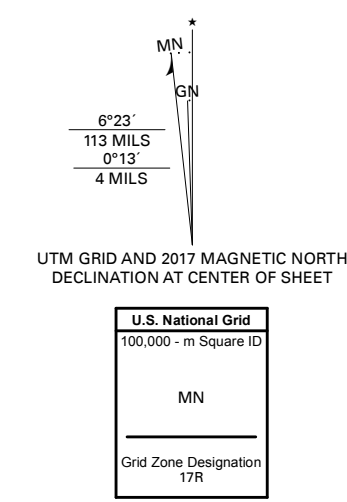 MN
GN
6°23´
113 MILS
0°13´
4 MILS
UTM GRID AND 2017 MAGNETIC NORTH
DECLINATION AT CENTER OF SHEET
U.S. National Grid
100,000 - m Square ID
MN
Grid Zone Designation
17R